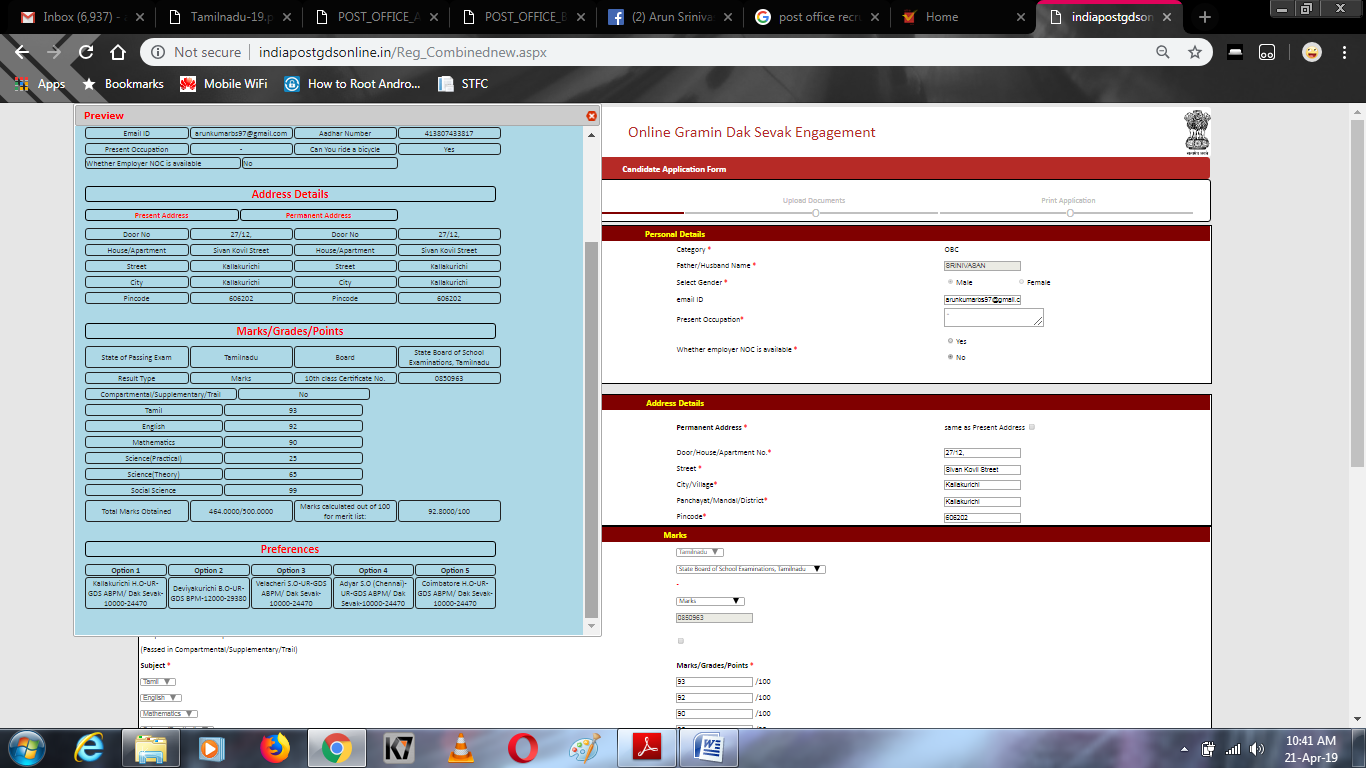 Inbox (6,937) -
Tamilnadu-19.p
POST_OFFICE_A
POST_OFFICE_B
(2) Arun Sriniva
post office recru
Home
indiapostgdson
Not secure | indiapostgdsonline.in/Reg_Combinednew.aspx
Apps Bookmarks Mobile WiFi How to Root Andro... STFC
Preview
Email ID arunkumarbs97@gmail.com Aadhar Number 413807433817
Present Occupation - Can You ride a bicycle Yes
Whether Employer NOC is available No
Address Details
Present Address Permanent Address
Door No 27/12, Door No 27/12,
House/Apartment Sivan Kovil Street House/Apartment Sivan Kovil Street
Street Kallakurichi Street Kallakurichi
City Kallakurichi City Kallakurichi
Pincode 606202 Pincode 606202
Marks/Grades/Points
State of Passing Exam Tamilnadu Board State Board of School Examinations, Tamilnadu
Result Type Marks 10th class Certificate No. 0850963
Compartmental/Supplementary/Trail No
Tamil 93
English 92
Mathematics 90
Science(Practical) 25
Science(Theory) 65
Social Science 99
Total Marks Obtained 464.0000/500.0000 Marks calculated out of 100 for merit list: 92.8000/100
Preferences
Option 1 Option 2 Option 3 Option 4 Option 5
Kallakurichi H.O-UR-GDS ABPM/ Dak Sevak-10000-24470
Deviyakurichi B.O-UR-GDS BPM-12000-29380
Velacheri S.O-UR-GDS ABPM/ Dak Sevak-10000-24470
Adyar S.O (Chennai)-UR-GDS ABPM/ Dak Sevak-10000-24470
Coimbatore H.O-UR-GDS ABPM/ Dak Sevak-10000-24470
Online Gramin Dak Sevak Engagement
Candidate Application Form
Upload Documents Print Application
Personal Details
Category * OBC
Father/Husband Name * BRINIVASAN
Select Gender * Male Female
email ID arunkumarbs97@gmail.c
Present Occupation* -
Whether employer NOC is available * Yes
No
Address Details
Permanent Address * same as Present Address
Door/House/Apartment No.* 27/12,
Street * Sivan Kovil Street
City/Village* Kallakurichi
Panchayat/Mandal/District* Kallakurichi
Pincode* 606202
Marks
Tamilnadu
State Board of School Examinations, Tamilnadu
-
Marks
0850963
(Passed in Compartmental/Supplementary/Trail)
Subject * Marks/Grades/Points *
Tamil 93 /100
English 92 /100
Mathematics 90 /100
K7
W
10:41 AM
21-Apr-19